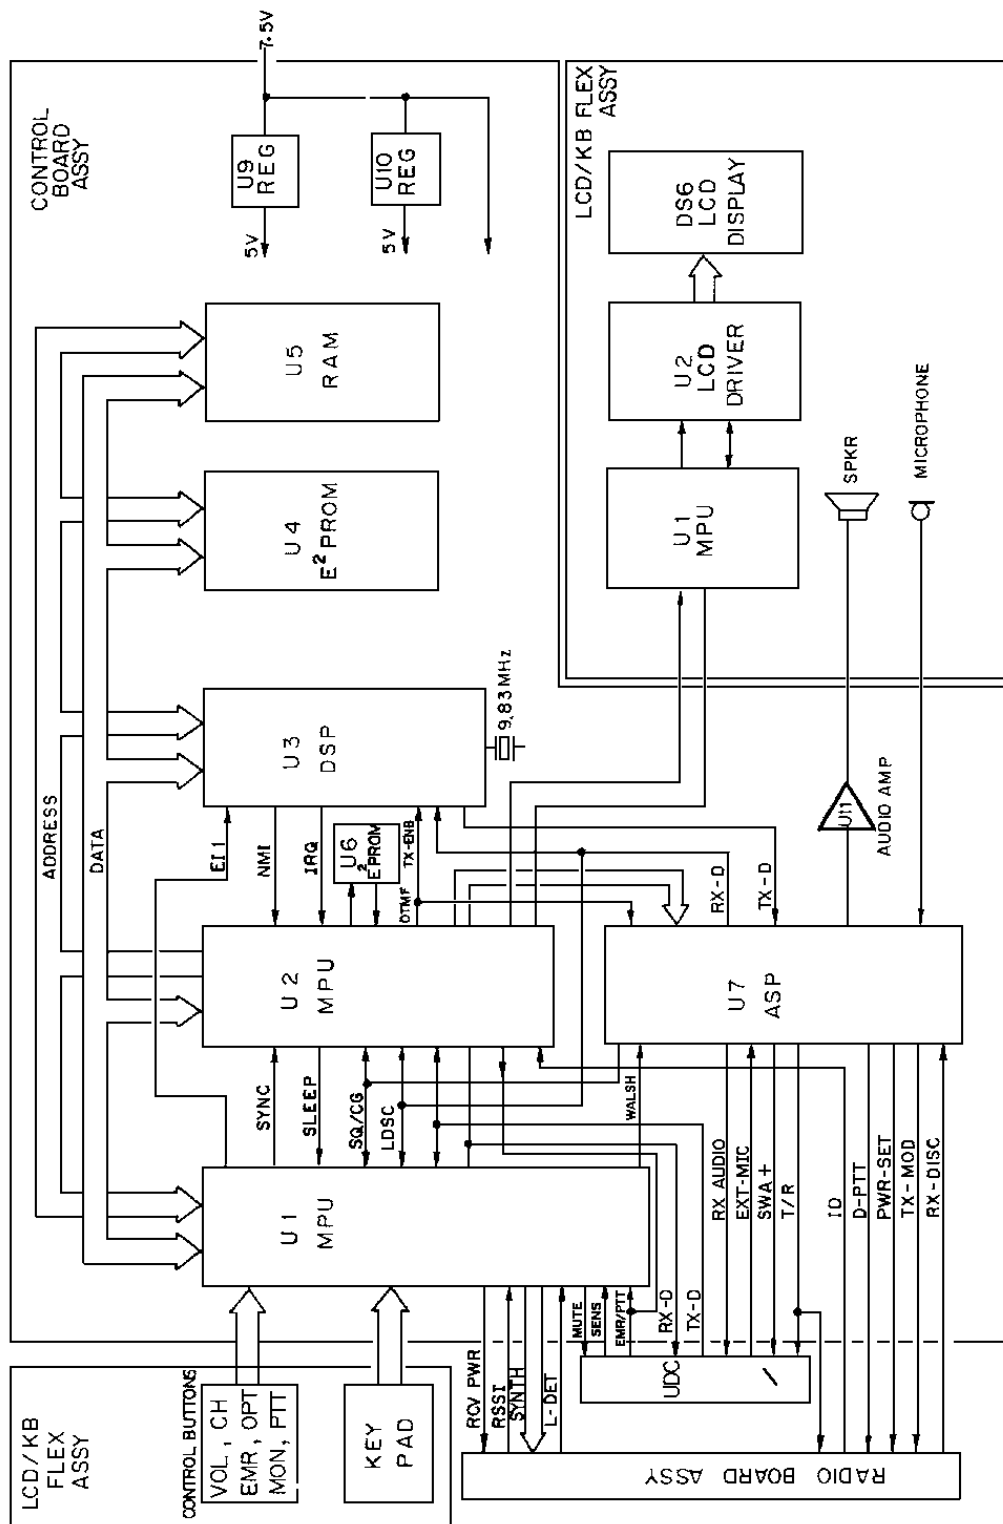 7.5V
CONTROL
BOARD
ASSY
U9
REG
5V
U10
REG
5V
LCD/KB FLEX
ASSY
DS6
LCD
DISPLAY
U5
RAM
U2
LCD
DRIVER
U4
E² PROM
U1
MPU
SPKR
MICROPHONE
U3
DSP
9.83MHz
ADDRESS
DATA
EI1
NMI
IRQ
U6
E² PROM
DTMF
TX-ENB
U11
AUDIO AMP
RX-D
TX-D
U2
MPU
U7
ASP
SYNC
SLEEP
SQ/CG
LDSC
WALSH
U1
MPU
RX AUDIO
EXT-MIC
SWA+
T/R
ID
D-PTT
PWR-SET
TX-MOD
RX-DISC
RCV PWR
RSSI
SYNTH
L-DET
MUTE
SENS
EMR/PTT
RX-D
TX-D
UDC
/
LCD/KB
FLEX
ASSY
CONTROL BUTTONS
VOL, CH
EMR, OPT
MON, PTT
KEY
PAD
RADIO BOARD ASSY